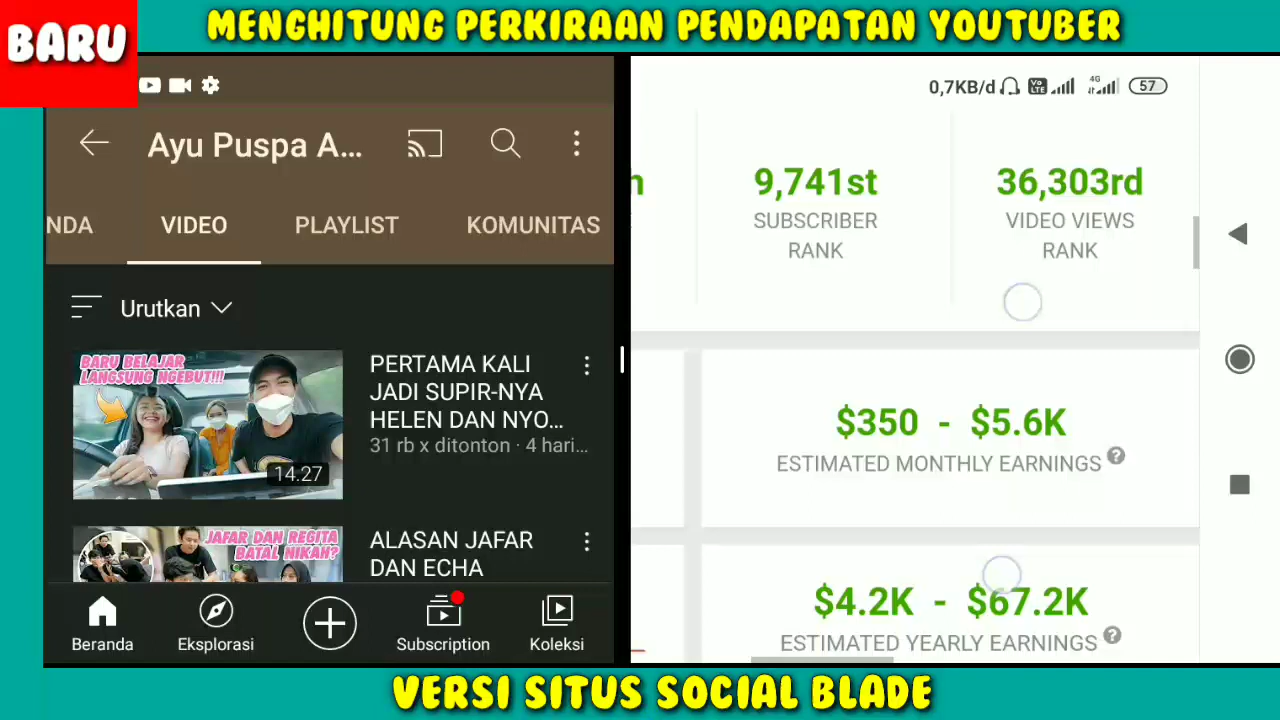 BARU
MENGHITUNG PERKIRAAN PENDAPATAN YOUTUBER
0,7KB/d
Vo
LTE
4G
57
Ayu Puspa A...
NDA
VIDEO
PLAYLIST
KOMUNITAS
Urutkan
BARU BELAJAR
LANGSUNG NGEBUT!!!
14.27
PERTAMA KALI
JADI SUPIR-NYA
HELEN DAN NYO...
31 rb x ditonton · 4 hari...
JAFAR DAN REGITA
BATAL NIKAH?
ALASAN JAFAR
DAN ECHA
Beranda
Eksplorasi
Subscription
Koleksi
9,741st
SUBSCRIBER
RANK
36,303rd
VIDEO VIEWS
RANK
$350 - $5.6K
ESTIMATED MONTHLY EARNINGS
$4.2K - $67.2K
ESTIMATED YEARLY EARNINGS
VERSI SITUS SOCIAL BLADE